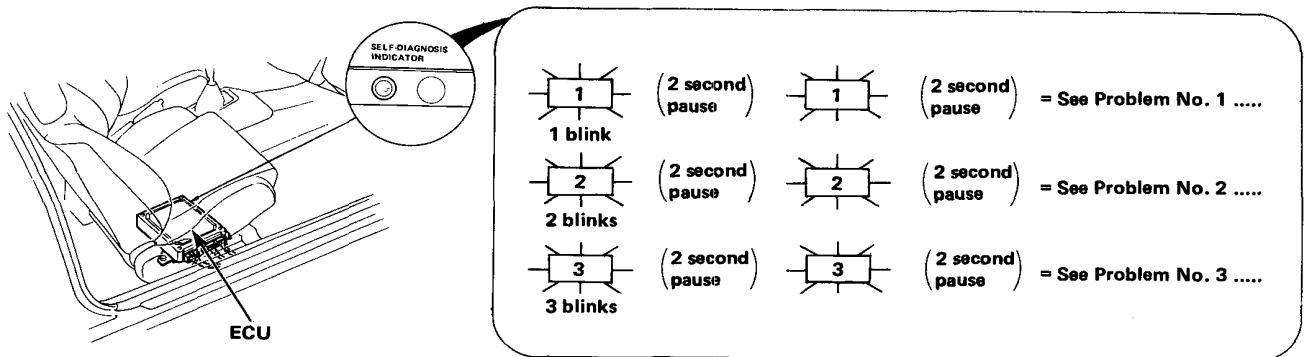 SELF-DIAGNOSIS
INDICATOR
ECU
1 (2 second pause) 1 (2 second pause) = See Problem No. 1 .....
1 blink
2 (2 second pause) 2 (2 second pause) = See Problem No. 2 .....
2 blinks
3 (2 second pause) 3 (2 second pause) = See Problem No. 3 .....
3 blinks